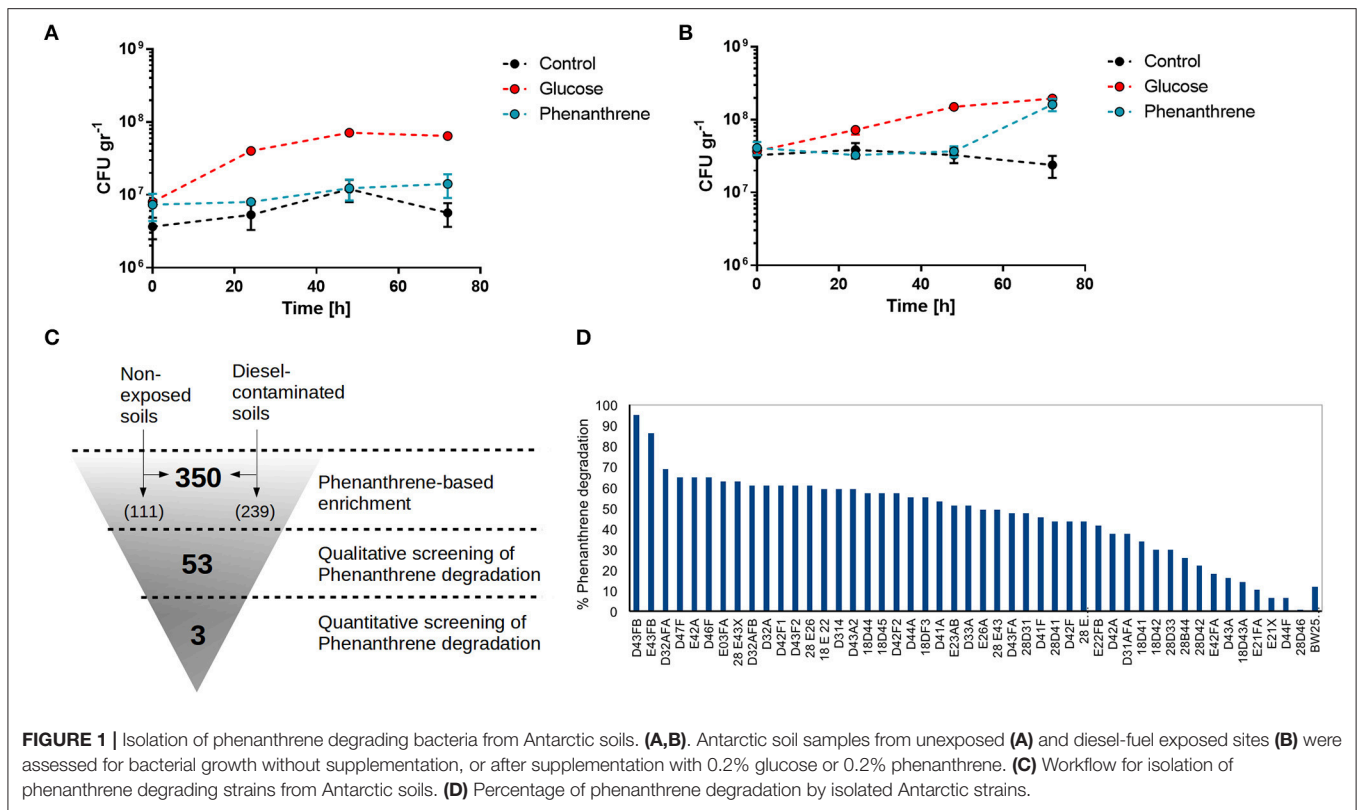 A
10⁹
10⁸
10⁷
10⁶
CFU gr⁻¹
0 20 40 60 80
Time [h]
Control
Glucose
Phenanthrene
B
10⁹
10⁸
10⁷
10⁶
CFU gr⁻¹
0 20 40 60 80
Time [h]
Control
Glucose
Phenanthrene
C
Non-
exposed
soils
Diesel-
contaminated
soils
350
(111) (239)
Phenanthrene-based
enrichment
53
Qualitative screening of
Phenanthrene degradation
3
Quantitative screening of
Phenanthrene degradation
D
% Phenanthrene degradation
100
90
80
70
60
50
40
30
20
10
0
D43FB
E43FB
D32AFA
D47F
E42A
D46F
E03FA
28 E43X
D32AFB
D32A
D42F1
D43F2
28 E26
18 E 22
D314
D43A2
18D44
18D45
D42F2
D44A
18DF3
D41A
E23AB
D33A
E26A
28 E43
D43FA
28D31
D41F
28D41
D42F
28 E.
E22FB
D42A
D31AFA
18D41
18D42
28D33
28B44
28D42
E42FA
D43A
18D43A
E21FA
E21X
D44F
28D46
BW25.
FIGURE 1 | Isolation of phenanthrene degrading bacteria from Antarctic soils. (A,B). Antarctic soil samples from unexposed (A) and diesel-fuel exposed sites (B) were
assessed for bacterial growth without supplementation, or after supplementation with 0.2% glucose or 0.2% phenanthrene. (C) Workflow for isolation of
phenanthrene degrading strains from Antarctic soils. (D) Percentage of phenanthrene degradation by isolated Antarctic strains.